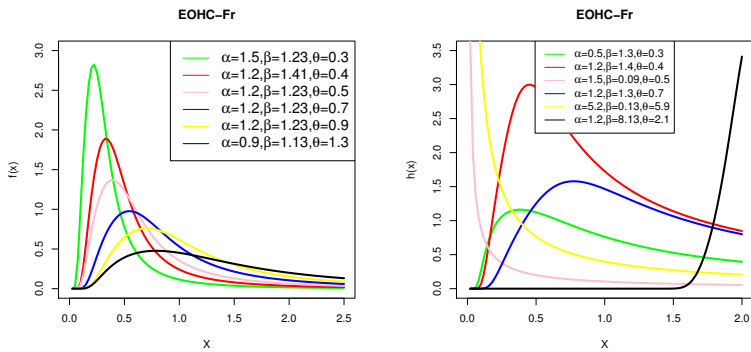 EOHC−Fr
α=1.5,β=1.23,θ=0.3
α=1.2,β=1.41,θ=0.4
α=1.2,β=1.23,θ=0.5
α=1.2,β=1.23,θ=0.7
α=1.2,β=1.23,θ=0.9
α=0.9,β=1.13,θ=1.3
f(x)
3.0
2.5
2.0
1.5
1.0
0.5
0.0
0.0 0.5 1.0 1.5 2.0 2.5
X
EOHC−Fr
α=0.5,β=1.3,θ=0.3
α=1.2,β=1.4,θ=0.4
α=1.5,β=0.09,θ=0.5
α=1.2,β=1.3,θ=0.7
α=5.2,β=0.13,θ=5.9
α=1.2,β=8.13,θ=2.1
h(x)
3.5
3.0
2.5
2.0
1.5
1.0
0.5
0.0
0.0 0.5 1.0 1.5 2.0
X